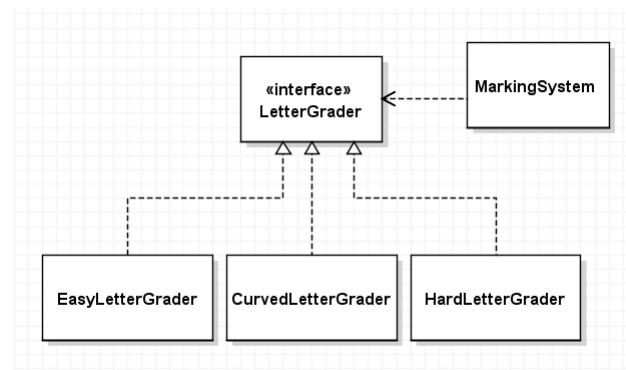 «interface»
LetterGrader
MarkingSystem
EasyLetterGrader
CurvedLetterGrader
HardLetterGrader